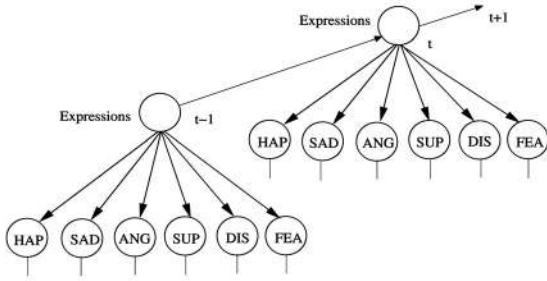 Expressions
t+1
t
Expressions
t−1
HAP SAD ANG SUP DIS FEA
HAP SAD ANG SUP DIS FEA